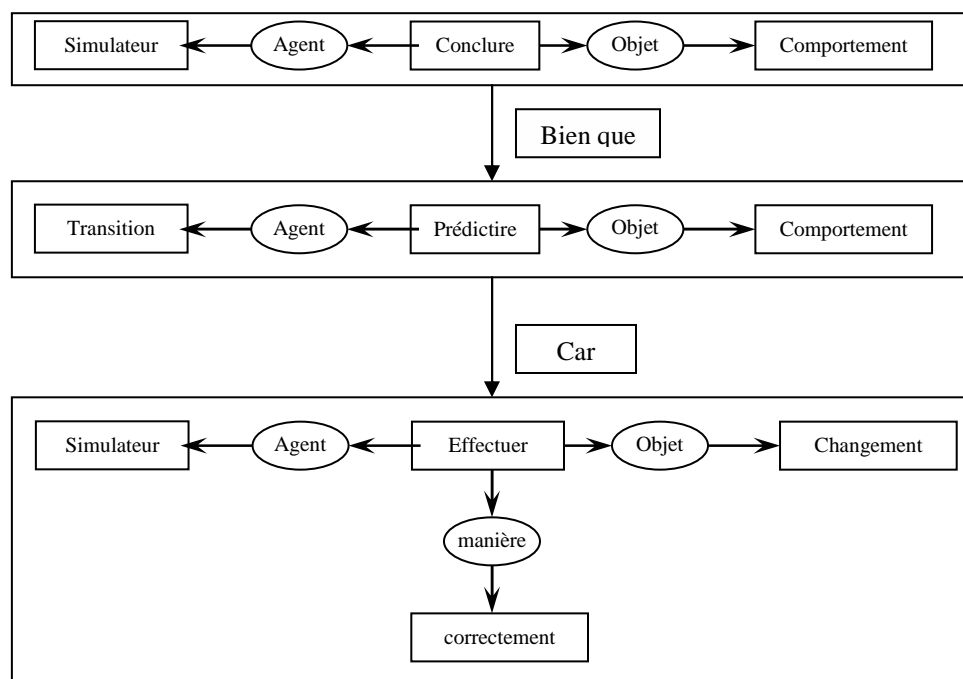 Simulateur Agent Conclure Objet Comportement
Bien que
Transition Agent Prédictire Objet Comportement
Car
Simulateur Agent Effectuer Objet Changement
manière
correctement